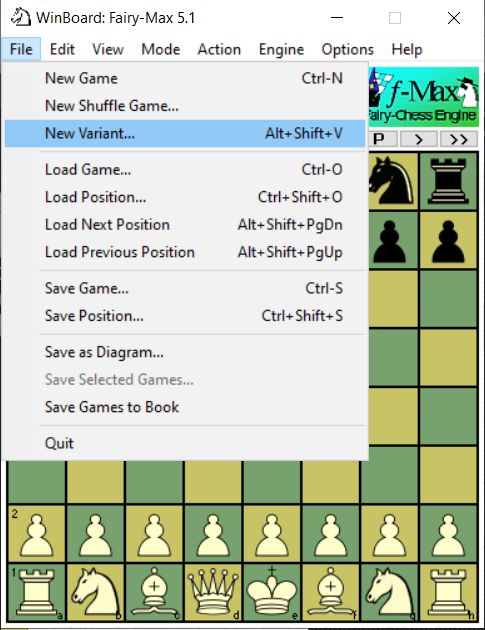 WinBoard: Fairy-Max 5.1
File Edit View Mode Action Engine Options Help
New Game Ctrl-N
New Shuffle Game...
New Variant... Alt+Shift+V
Load Game... Ctrl-O
Load Position... Ctrl+Shift+O
Load Next Position Alt+Shift+PgDn
Load Previous Position Alt+Shift+PgUp
Save Game... Ctrl-S
Save Position... Ctrl+Shift+S
Save as Diagram...
Save Selected Games...
Save Games to Book
Quit
f-Max
Fairy-Chess Engine
P > >>
2
1
a b c d e f g h